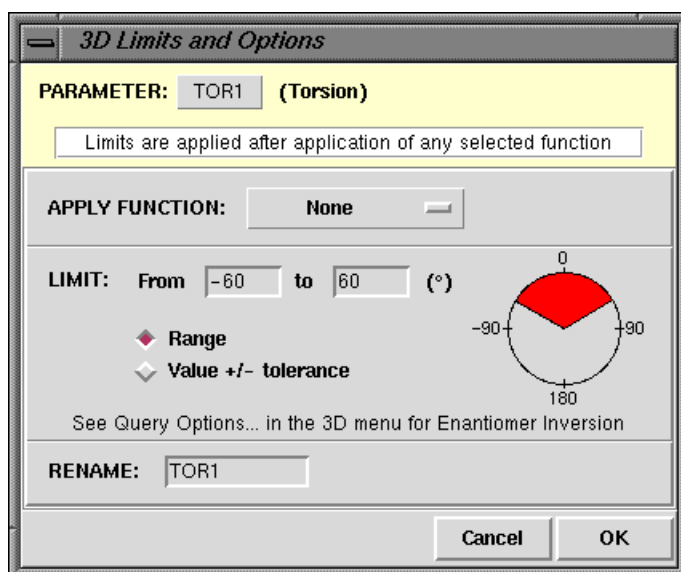 3D Limits and Options
PARAMETER: TOR1 (Torsion)
Limits are applied after application of any selected function
APPLY FUNCTION: None
LIMIT: From -60 to 60 (°)
Range
Value +/- tolerance
0
-90
90
180
See Query Options... in the 3D menu for Enantiomer Inversion
RENAME: TOR1
Cancel OK